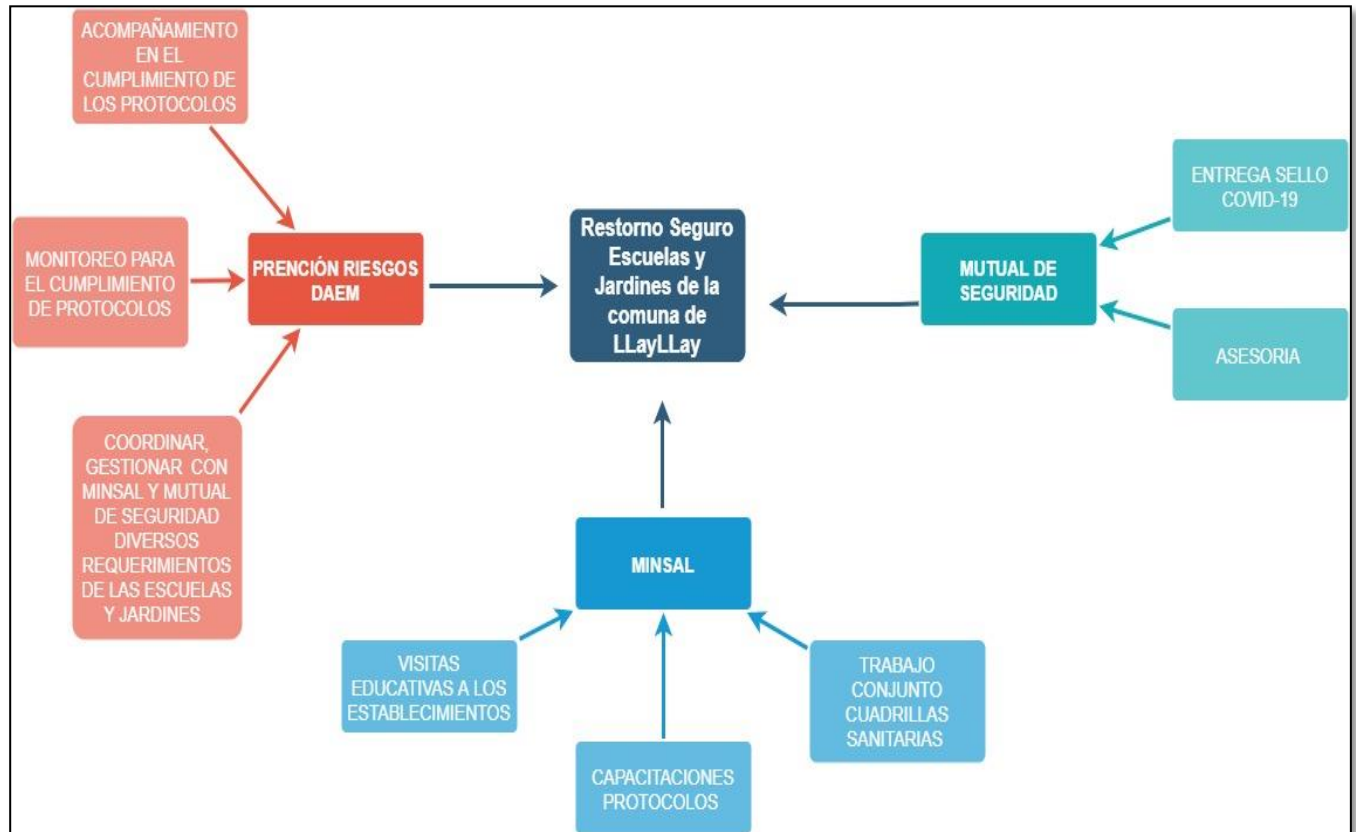 ACOMPAÑAMIENTO
EN EL
CUMPLIMIENTO DE
LOS PROTOCOLOS
MONITOREO PARA
EL CUMPLIMIENTO
DE PROTOCOLOS
COORDINAR,
GESTIONAR CON
MINSAL Y MUTUAL
DE SEGURIDAD
DIVERSOS
REQUERIMIENTOS
DE LAS ESCUELAS
Y JARDINES
PRENCIÓN RIESGOS
DAEM
Restorno Seguro
Escuelas y
Jardines de la
comuna de
LLayLLay
MUTUAL DE
SEGURIDAD
ENTREGA SELLO
COVID-19
ASESORIA
MINSAL
VISITAS
EDUCATIVAS A LOS
ESTABLECIMIENTOS
CAPACITACIONES
PROTOCOLOS
TRABAJO
CONJUNTO
CUADRILLAS
SANITARIAS